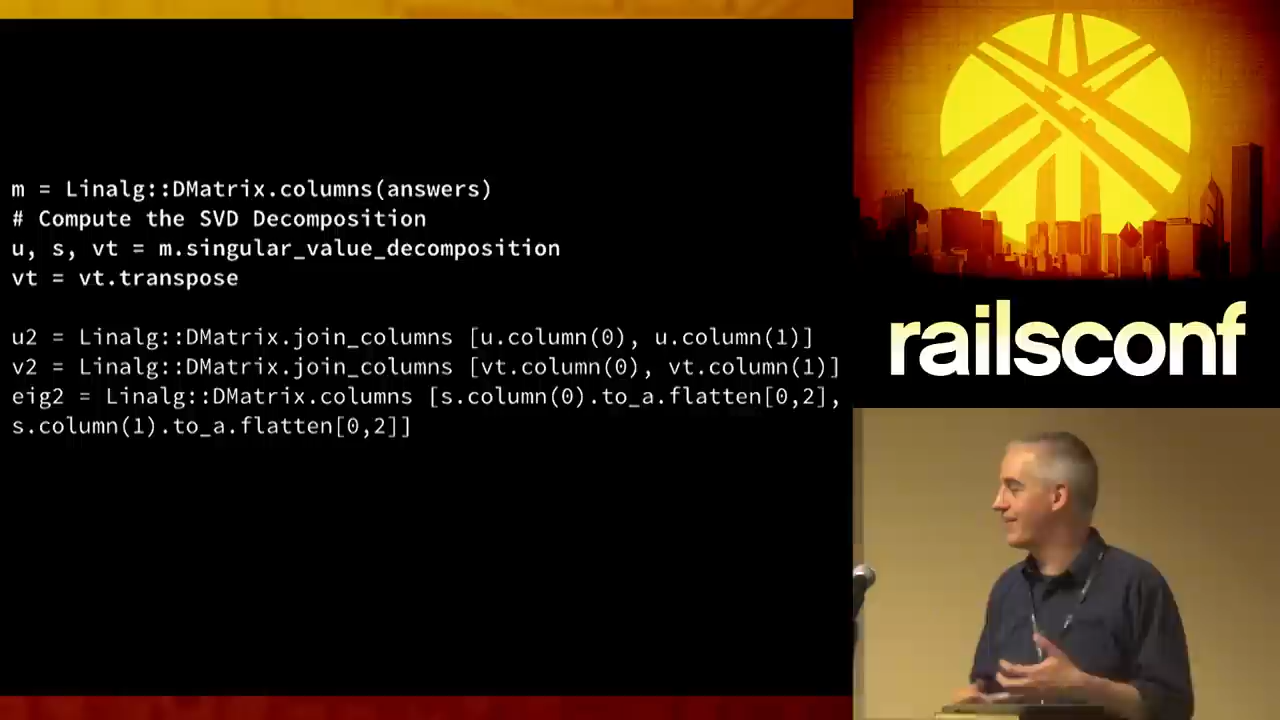 m = Linalg::DMatrix.columns(answers)
# Compute the SVD Decomposition
u, s, vt = m.singular_value_decomposition
vt = vt.transpose
u2 = Linalg::DMatrix.join_columns [u.column(0), u.column(1)]
v2 = Linalg::DMatrix.join_columns [vt.column(0), vt.column(1)]
eig2 = Linalg::DMatrix.columns [s.column(0).to_a.flatten[0,2],
s.column(1).to_a.flatten[0,2]]
railsconf